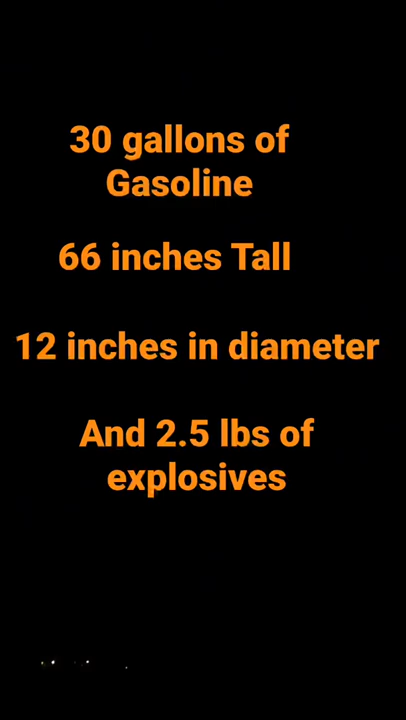 30 gallons of
Gasoline
66 inches Tall
12 inches in diameter
And 2.5 lbs of
explosives